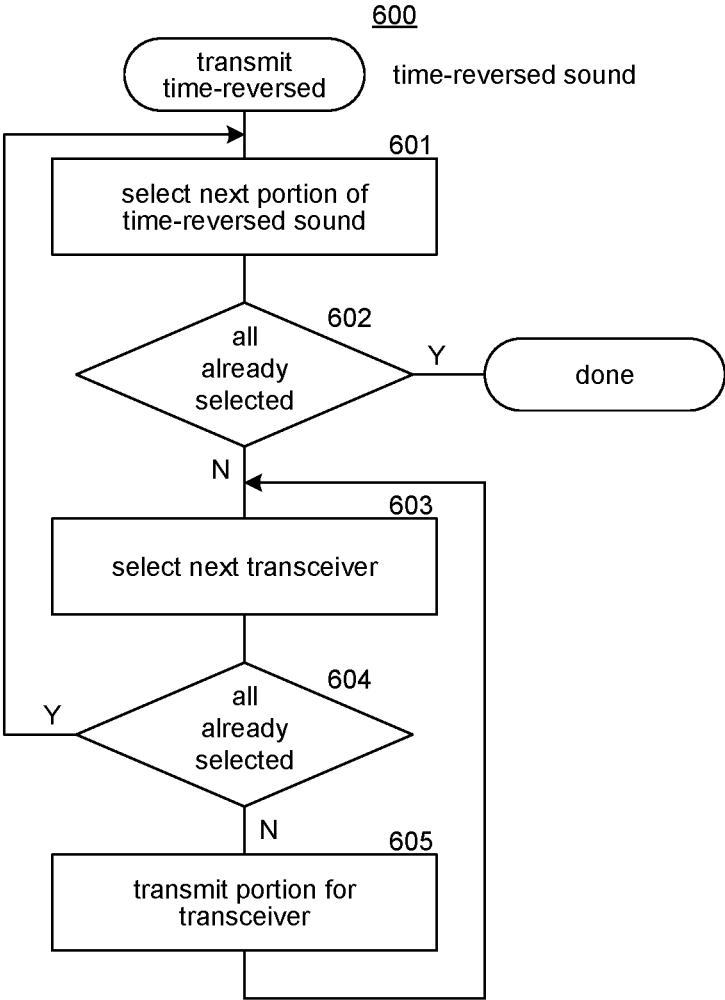 600
transmit
time-reversed
time-reversed sound
601
select next portion of
time-reversed sound
602
all
already
selected
Y
done
N
603
select next transceiver
604
all
already
selected
Y
N
605
transmit portion for
transceiver